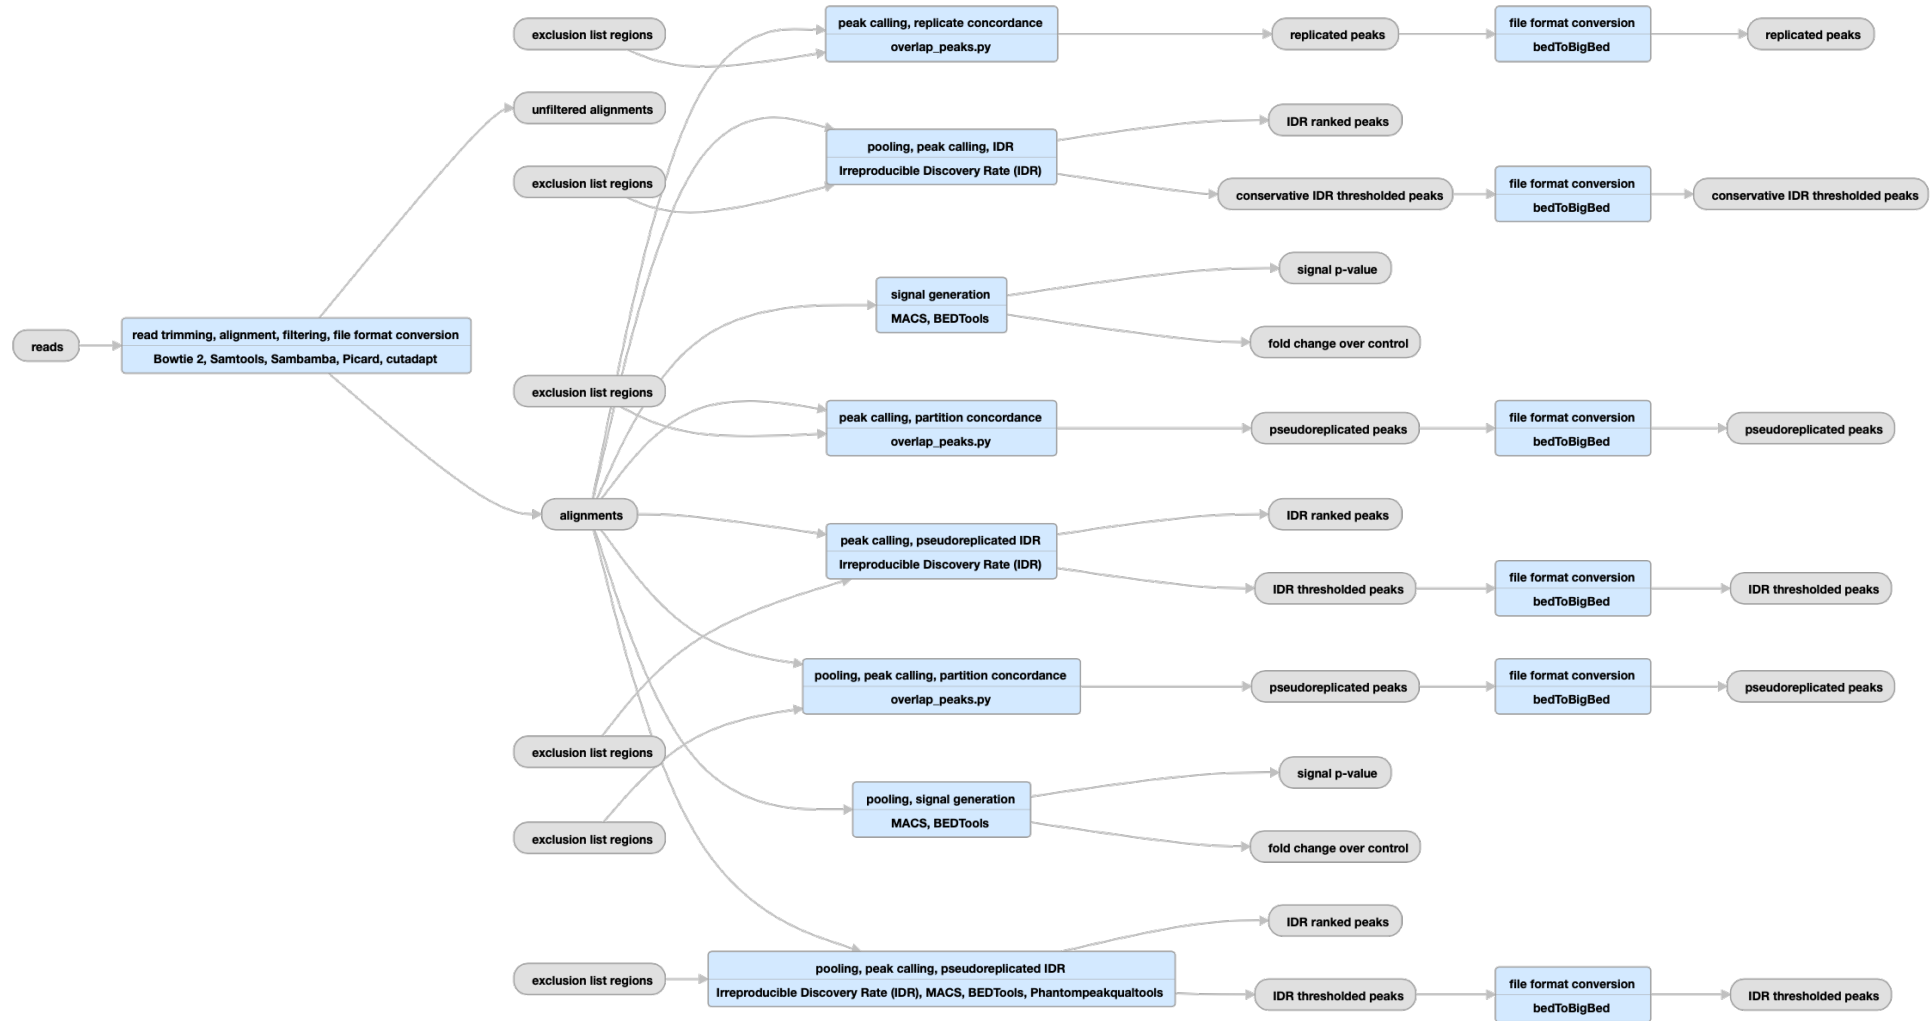 exclusion list regions
peak calling, replicate concordance
overlap_peaks.py
replicated peaks
file format conversion
bedToBigBed
replicated peaks
unfiltered alignments
IDR ranked peaks
pooling, peak calling, IDR
Irreproducible Discovery Rate (IDR)
exclusion list regions
conservative IDR thresholded peaks
file format conversion
bedToBigBed
conservative IDR thresholded peaks
signal p-value
signal generation
MACS, BEDTools
fold change over control
reads
read trimming, alignment, filtering, file format conversion
Bowtie 2, Samtools, Sambamba, Picard, cutadapt
exclusion list regions
peak calling, partition concordance
overlap_peaks.py
pseudoreplicated peaks
file format conversion
bedToBigBed
pseudoreplicated peaks
alignments
IDR ranked peaks
peak calling, pseudoreplicated IDR
Irreproducible Discovery Rate (IDR)
IDR thresholded peaks
file format conversion
bedToBigBed
IDR thresholded peaks
pooling, peak calling, partition concordance
overlap_peaks.py
pseudoreplicated peaks
file format conversion
bedToBigBed
pseudoreplicated peaks
exclusion list regions
signal p-value
pooling, signal generation
MACS, BEDTools
exclusion list regions
fold change over control
IDR ranked peaks
exclusion list regions
pooling, peak calling, pseudoreplicated IDR
Irreproducible Discovery Rate (IDR), MACS, BEDTools, Phantompeakqualtools
IDR thresholded peaks
file format conversion
bedToBigBed
IDR thresholded peaks